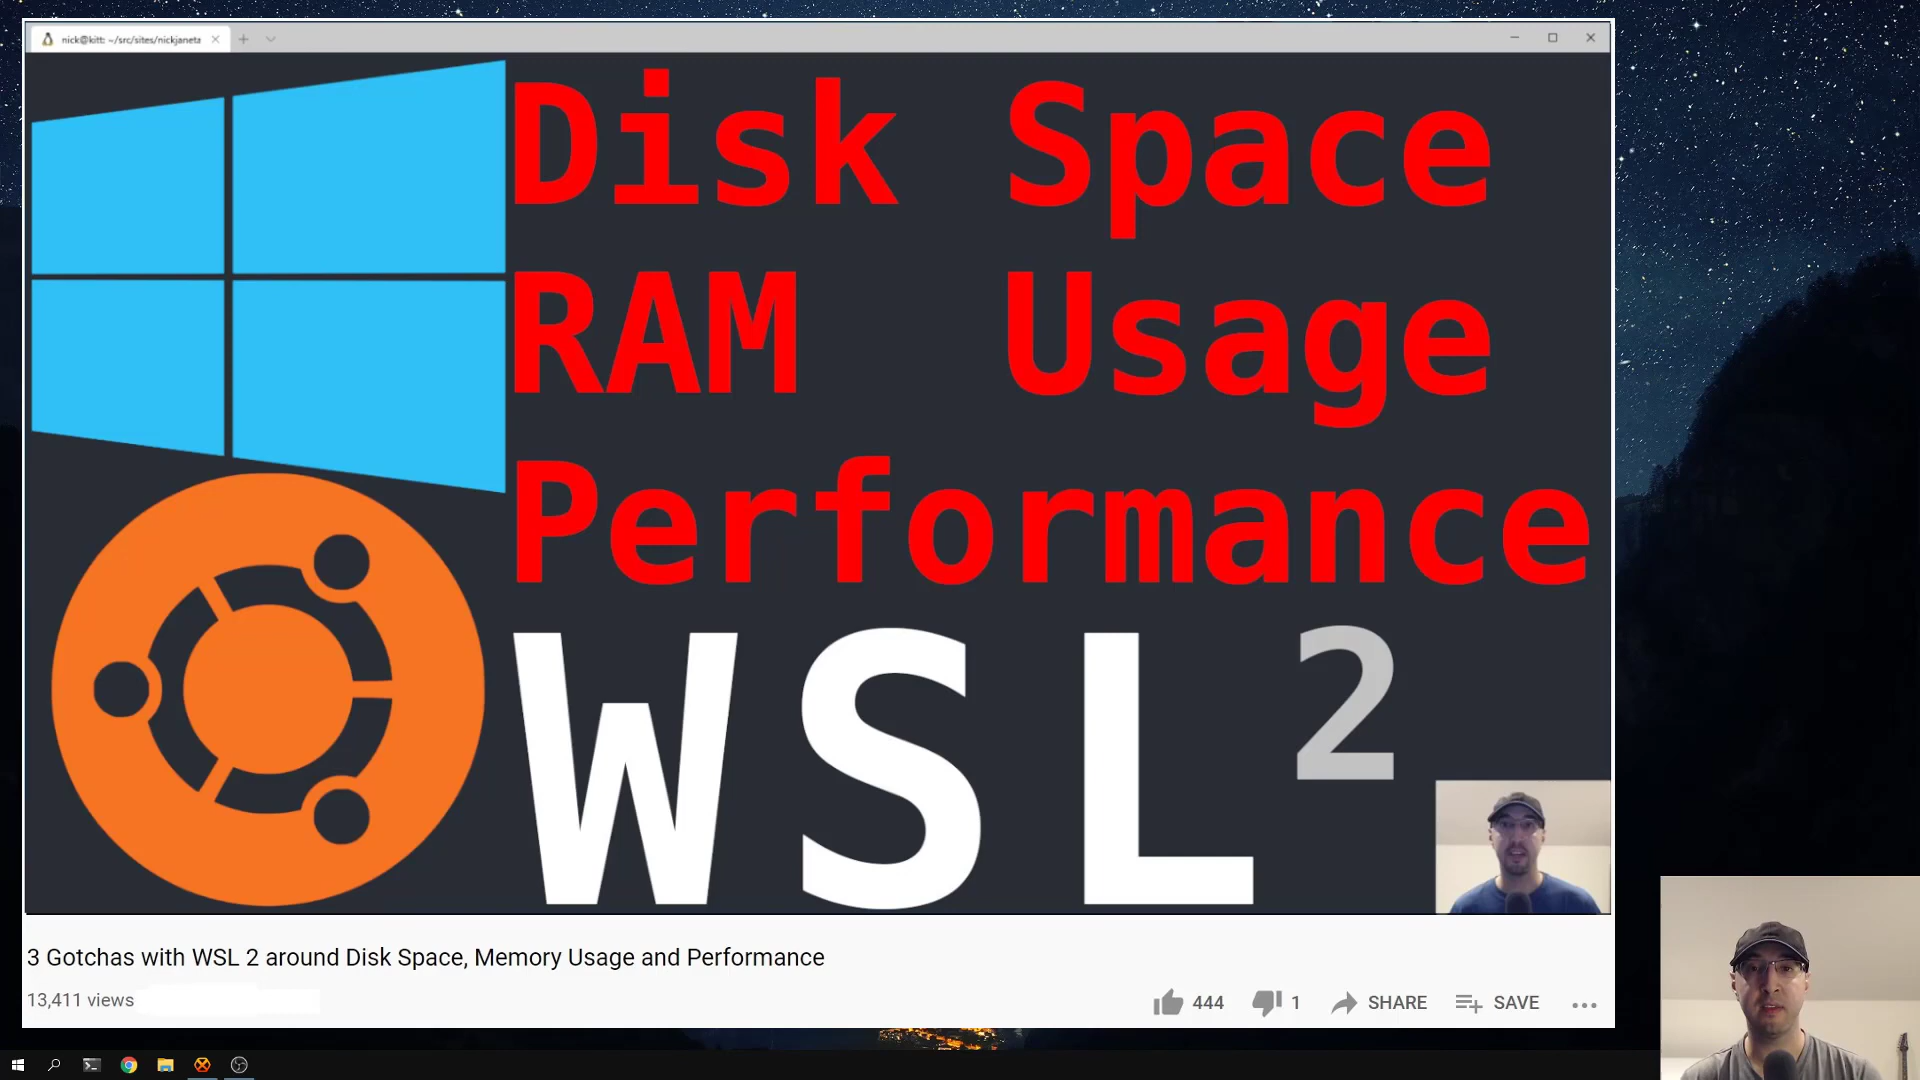 nick@kitt: ~/src/sites/nickjaneta
Disk Space
RAM Usage
Performance
WSL 2
3 Gotchas with WSL 2 around Disk Space, Memory Usage and Performance
13,411 views
444
1
SHARE
SAVE